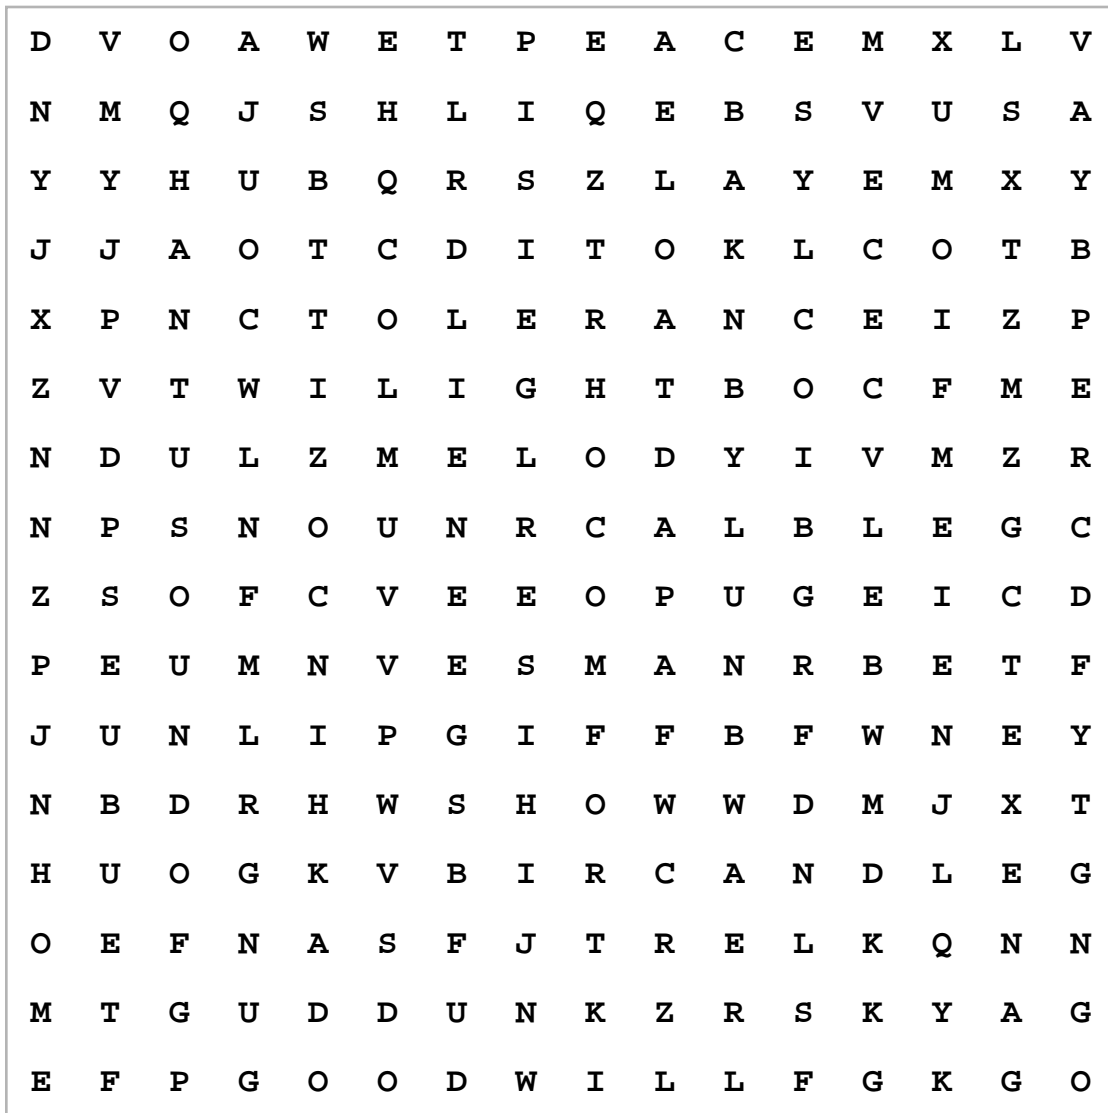 D V O A W E T P E A C E M X L V
N M Q J S H L I Q E B S V U S A
Y Y H U B Q R S Z L A Y E M X Y
J J A O T C D I T O K L C O T B
X P N C T O L E R A N C E I Z P
Z V T W I L I G H T B O C F M E
N D U L Z M E L O D Y I V M Z R
N P S N O U N R C A L B L E G C
Z S O F C V E E O P U G E I C D
P E U M N V E S M A N R B E T F
J U N L I P G I F F B F W N E Y
N B D R H W S H O W W D M J X T
H U O G K V B I R C A N D L E G
O E F N A S F J T R E L K Q N N
M T G U D D U N K Z R S K Y A G
E F P G O O D W I L L F G K G O